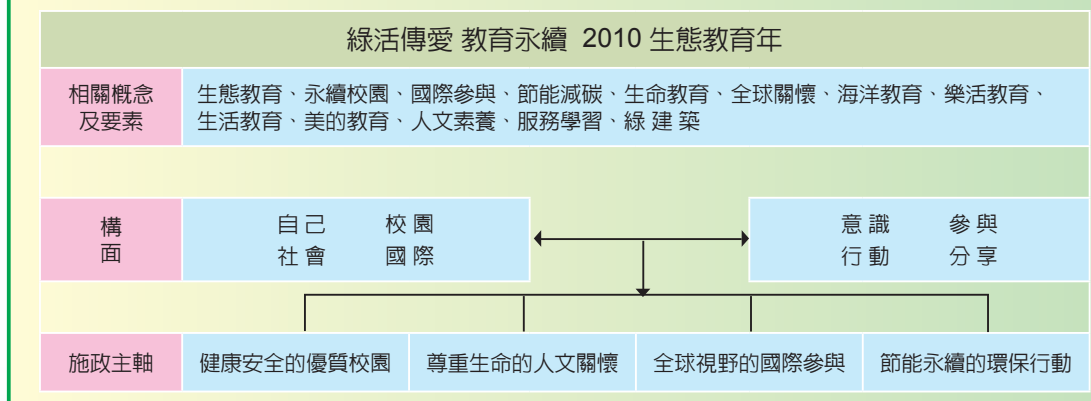 綠活傳愛 教育永續 2010 生態教育年
相關概念
及要素
生態教育、永續校園、國際參與、節能減碳、生命教育、全球關懷、海洋教育、樂活教育、
生活教育、美的教育、人文素養、服務學習、綠 建 築
構
面
自己 校園
社會 國際
意識 參與
行動 分享
施政主軸
健康安全的優質校園
尊重生命的人文關懷
全球視野的國際參與
節能永續的環保行動